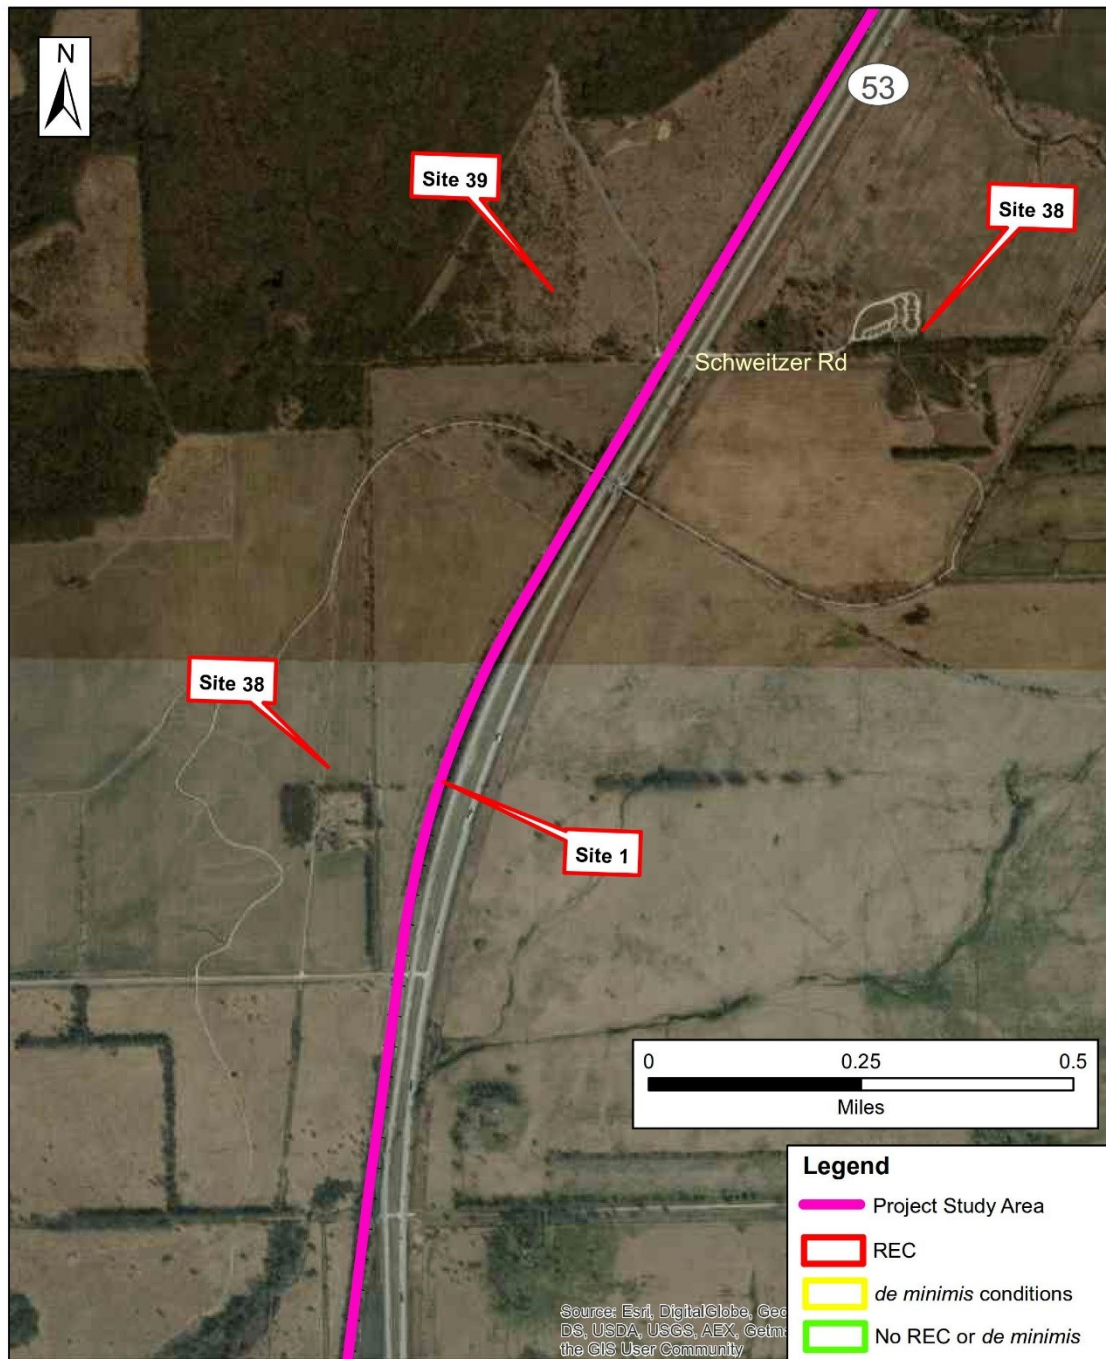 N
53
Site 39
Site 38
Schweitzer Rd
Site 38
Site 1
0 0.25 0.5
Miles
Legend
Project Study Area
REC
de minimis conditions
No REC or de minimis
Source: Esri, DigitalGlobe,
DS, USDA, USGS, AEX,
the GIS User Community